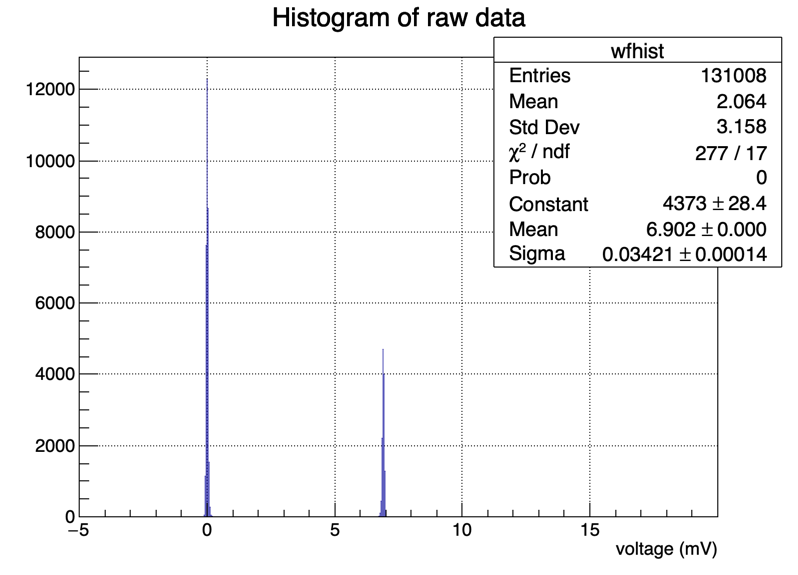 Histogram of raw data
wfhist
Entries 131008
Mean 2.064
Std Dev 3.158
χ² / ndf 277 / 17
Prob 0
Constant 4373 ± 28.4
Mean 6.902 ± 0.000
Sigma 0.03421 ± 0.00014
12000
10000
8000
6000
4000
2000
0
−5 0 5 10 15
voltage (mV)